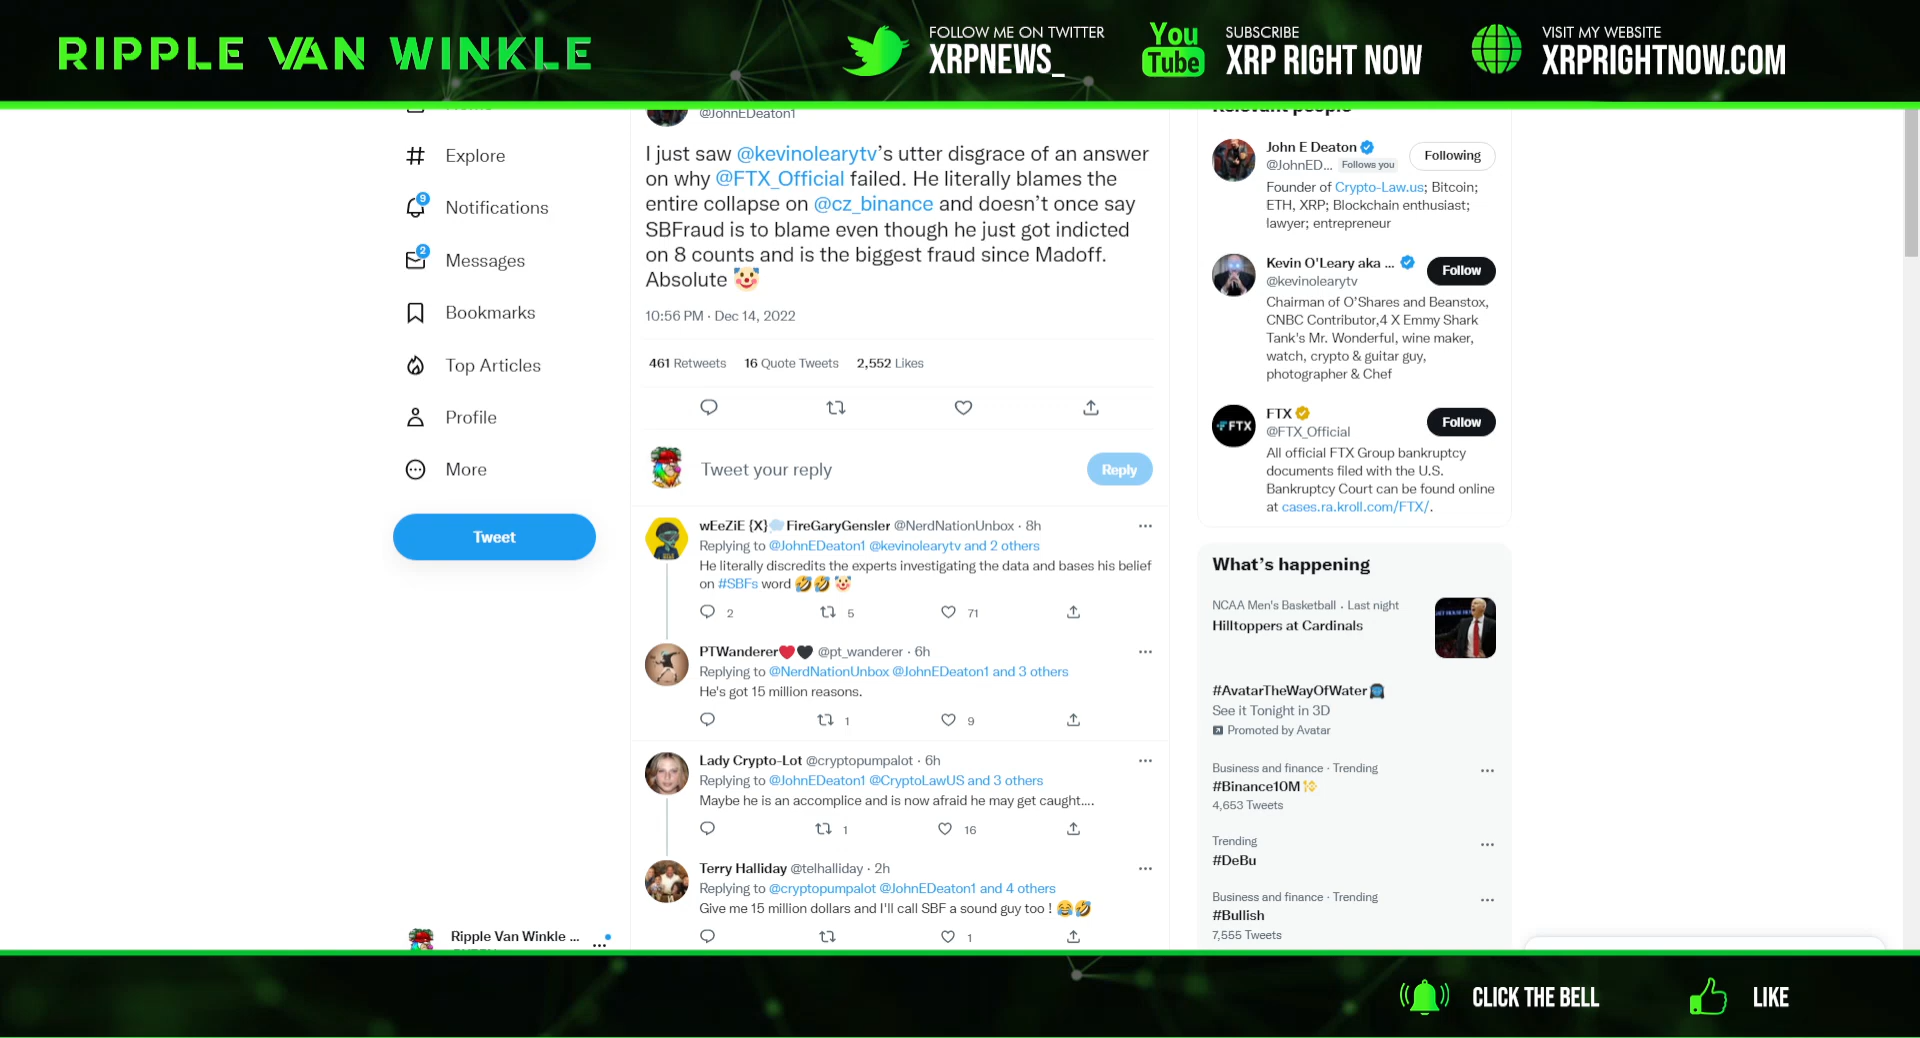 RIPPLE VAN WINKLE
FOLLOW ME ON TWITTER
XRPNEWS_
You
Tube
SUBSCRIBE
XRP RIGHT NOW
VISIT MY WEBSITE
XRPRIGHTNOW.COM
Explore
9
Notifications
2
Messages
Bookmarks
Top Articles
Profile
More
Tweet
Ripple Van Winkle ...
@JohnEDeaton1
I just saw @kevinolearytv's utter disgrace of an answer
on why @FTX_Official failed. He literally blames the
entire collapse on @cz_binance and doesn't once say
SBFraud is to blame even though he just got indicted
on 8 counts and is the biggest fraud since Madoff.
Absolute 🤡
10:56 PM · Dec 14, 2022
461 Retweets 16 Quote Tweets 2,552 Likes
Tweet your reply
Reply
wEeZiE {X}💨FireGaryGensler @NerdNationUnbox · 8h
Replying to @JohnEDeaton1 @kevinolearytv and 2 others
He literally discredits the experts investigating the data and bases his belief
on #SBFs word 🤣🤣🤡
2 5 71
PTWanderer❤️🖤 @pt_wanderer · 6h
Replying to @NerdNationUnbox @JohnEDeaton1 and 3 others
He's got 15 million reasons.
1 9
Lady Crypto-Lot @cryptopumpalot · 6h
Replying to @JohnEDeaton1 @CryptoLawUS and 3 others
Maybe he is an accomplice and is now afraid he may get caught....
1 16
Terry Halliday @telhalliday · 2h
Replying to @cryptopumpalot @JohnEDeaton1 and 4 others
Give me 15 million dollars and I'll call SBF a sound guy too ! 😂🤣
1
Relevant people
John E Deaton
@JohnED... Follows you
Following
Founder of Crypto-Law.us; Bitcoin;
ETH, XRP; Blockchain enthusiast;
lawyer; entrepreneur
Kevin O'Leary aka ...
@kevinolearytv
Follow
Chairman of O'Shares and Beanstox,
CNBC Contributor,4 X Emmy Shark
Tank's Mr. Wonderful, wine maker,
watch, crypto & guitar guy,
photographer & Chef
FTX
FTX
@FTX_Official
Follow
All official FTX Group bankruptcy
documents filed with the U.S.
Bankruptcy Court can be found online
at cases.ra.kroll.com/FTX/.
What's happening
NCAA Men's Basketball · Last night
Hilltoppers at Cardinals
#AvatarTheWayOfWater
See it Tonight in 3D
Promoted by Avatar
Business and finance · Trending
#Binance10M
4,653 Tweets
Trending
#DeBu
Business and finance · Trending
#Bullish
7,555 Tweets
CLICK THE BELL
LIKE